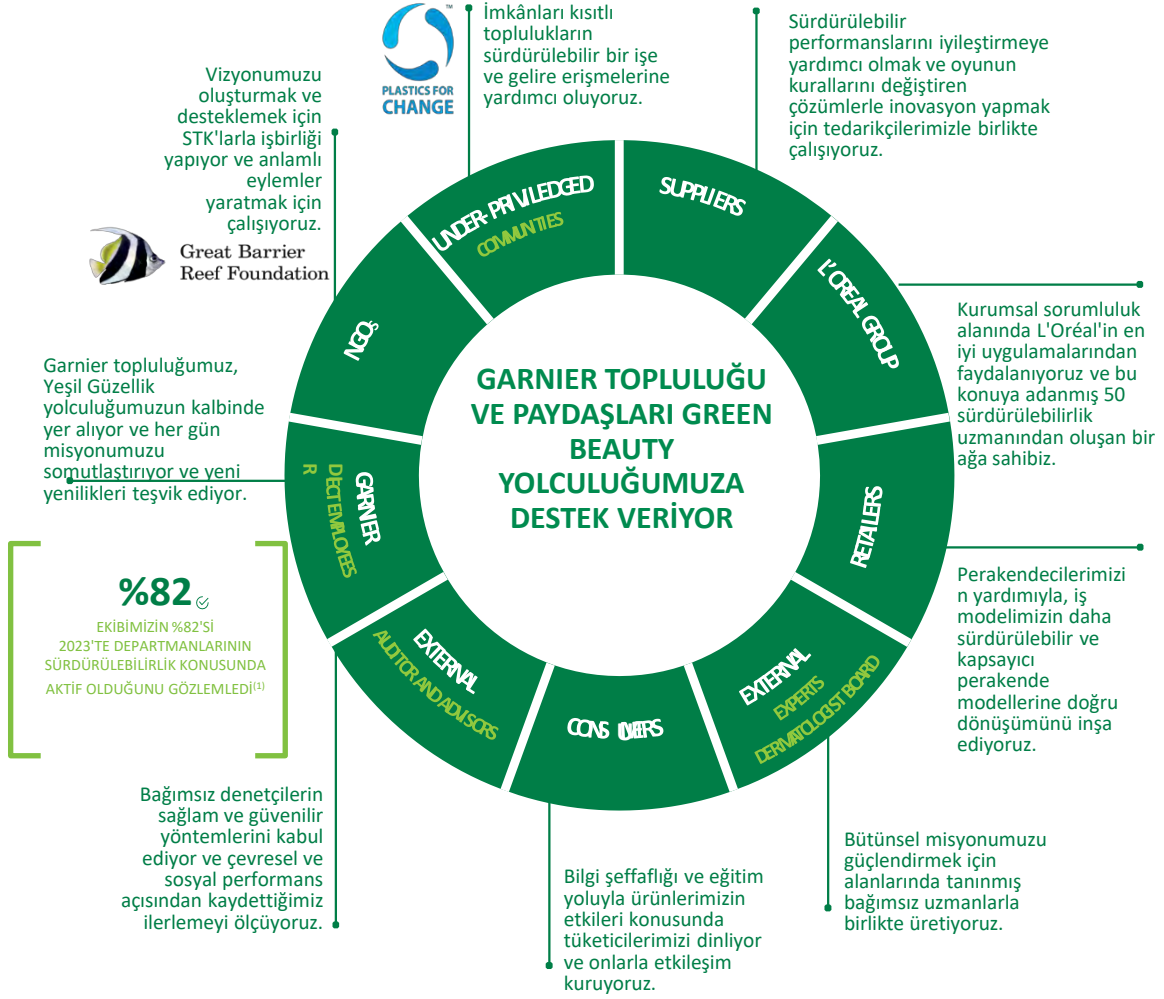 İmkânları kısıtlı
toplulukların
sürdürülebilir bir işe
ve gelire erişmelerine
yardımcı oluyoruz.
TM
PLASTICS FOR
CHANGE
Sürdürülebilir
performanslarını iyileştirmeye
yardımcı olmak ve oyunun
kurallarını değiştiren
çözümlerle inovasyon yapmak
için tedarikçilerimizle birlikte
çalışıyoruz.
Vizyonumuzu
oluşturmak ve
desteklemek için
STK'larla işbirliği
yapıyor ve anlamlı
eylemler
yaratmak için
çalışıyoruz.
Great Barrier
Reef Foundation
UNDER-PRIVILEDGED
COMMUNTIES
SUPPLIERS
L'OREAL GROUP
NGOs
Kurumsal sorumluluk
alanında L'Oréal'in en
iyi uygulamalarından
faydalanıyoruz ve bu
konuya adanmış 50
sürdürülebilirlik
uzmanından oluşan bir
ağa sahibiz.
Garnier topluluğumuz,
Yeşil Güzellik
yolculuğumuzun kalbinde
yer alıyor ve her gün
misyonumuzu
somutlaştırıyor ve yeni
yenilikleri teşvik ediyor.
GARNIER TOPLULUĞU
VE PAYDAŞLARI GREEN
BEAUTY
YOLCULUĞUMUZA
DESTEK VERİYOR
GARNIER
DIECT EMPLOYEES
R
RETAILERS
%82
EKİBİMİZİN %82'Sİ
2023'TE DEPARTMANLARININ
SÜRDÜRÜLEBİLİRLİK KONUSUNDA
AKTİF OLDUĞUNU GÖZLEMLEDİ(1)
Perakendecilerimizi
n yardımıyla, iş
modelimizin daha
sürdürülebilir ve
kapsayıcı
perakende
modellerine doğru
dönüşümünü inşa
ediyoruz.
EXTERNAL
AUDITOR AND ADVISORS
CONS UMERS
EXTERNAL
EXPERTS
DERMATOLOGIST BOARD
Bağımsız denetçilerin
sağlam ve güvenilir
yöntemlerini kabul
ediyor ve çevresel ve
sosyal performans
açısından kaydettiğimiz
ilerlemeyi ölçüyoruz.
Bilgi şeffaflığı ve eğitim
yoluyla ürünlerimizin
etkileri konusunda
tüketicilerimizi dinliyor
ve onlarla etkileşim
kuruyoruz.
Bütünsel misyonumuzu
güçlendirmek için
alanlarında tanınmış
bağımsız uzmanlarla
birlikte üretiyoruz.